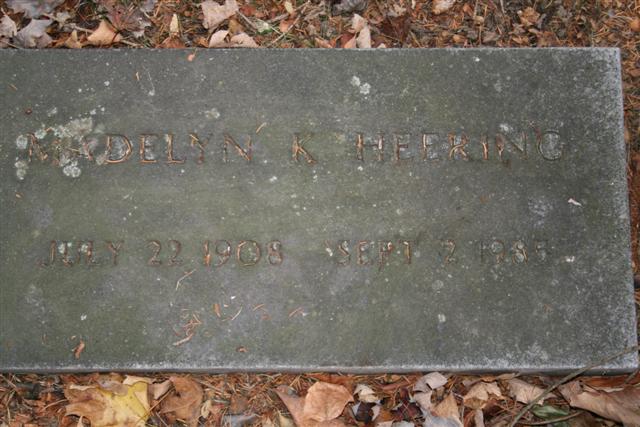 MADELYN K HEERING
JULY 22 1908 SEPT 2 1985